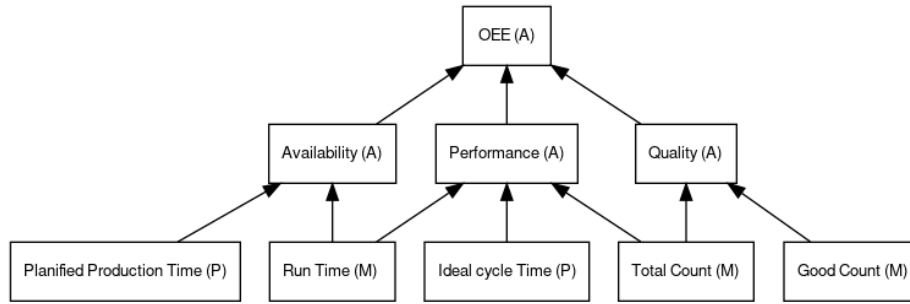 OEE (A)
Availability (A)
Performance (A)
Quality (A)
Planified Production Time (P)
Run Time (M)
Ideal cycle Time (P)
Total Count (M)
Good Count (M)